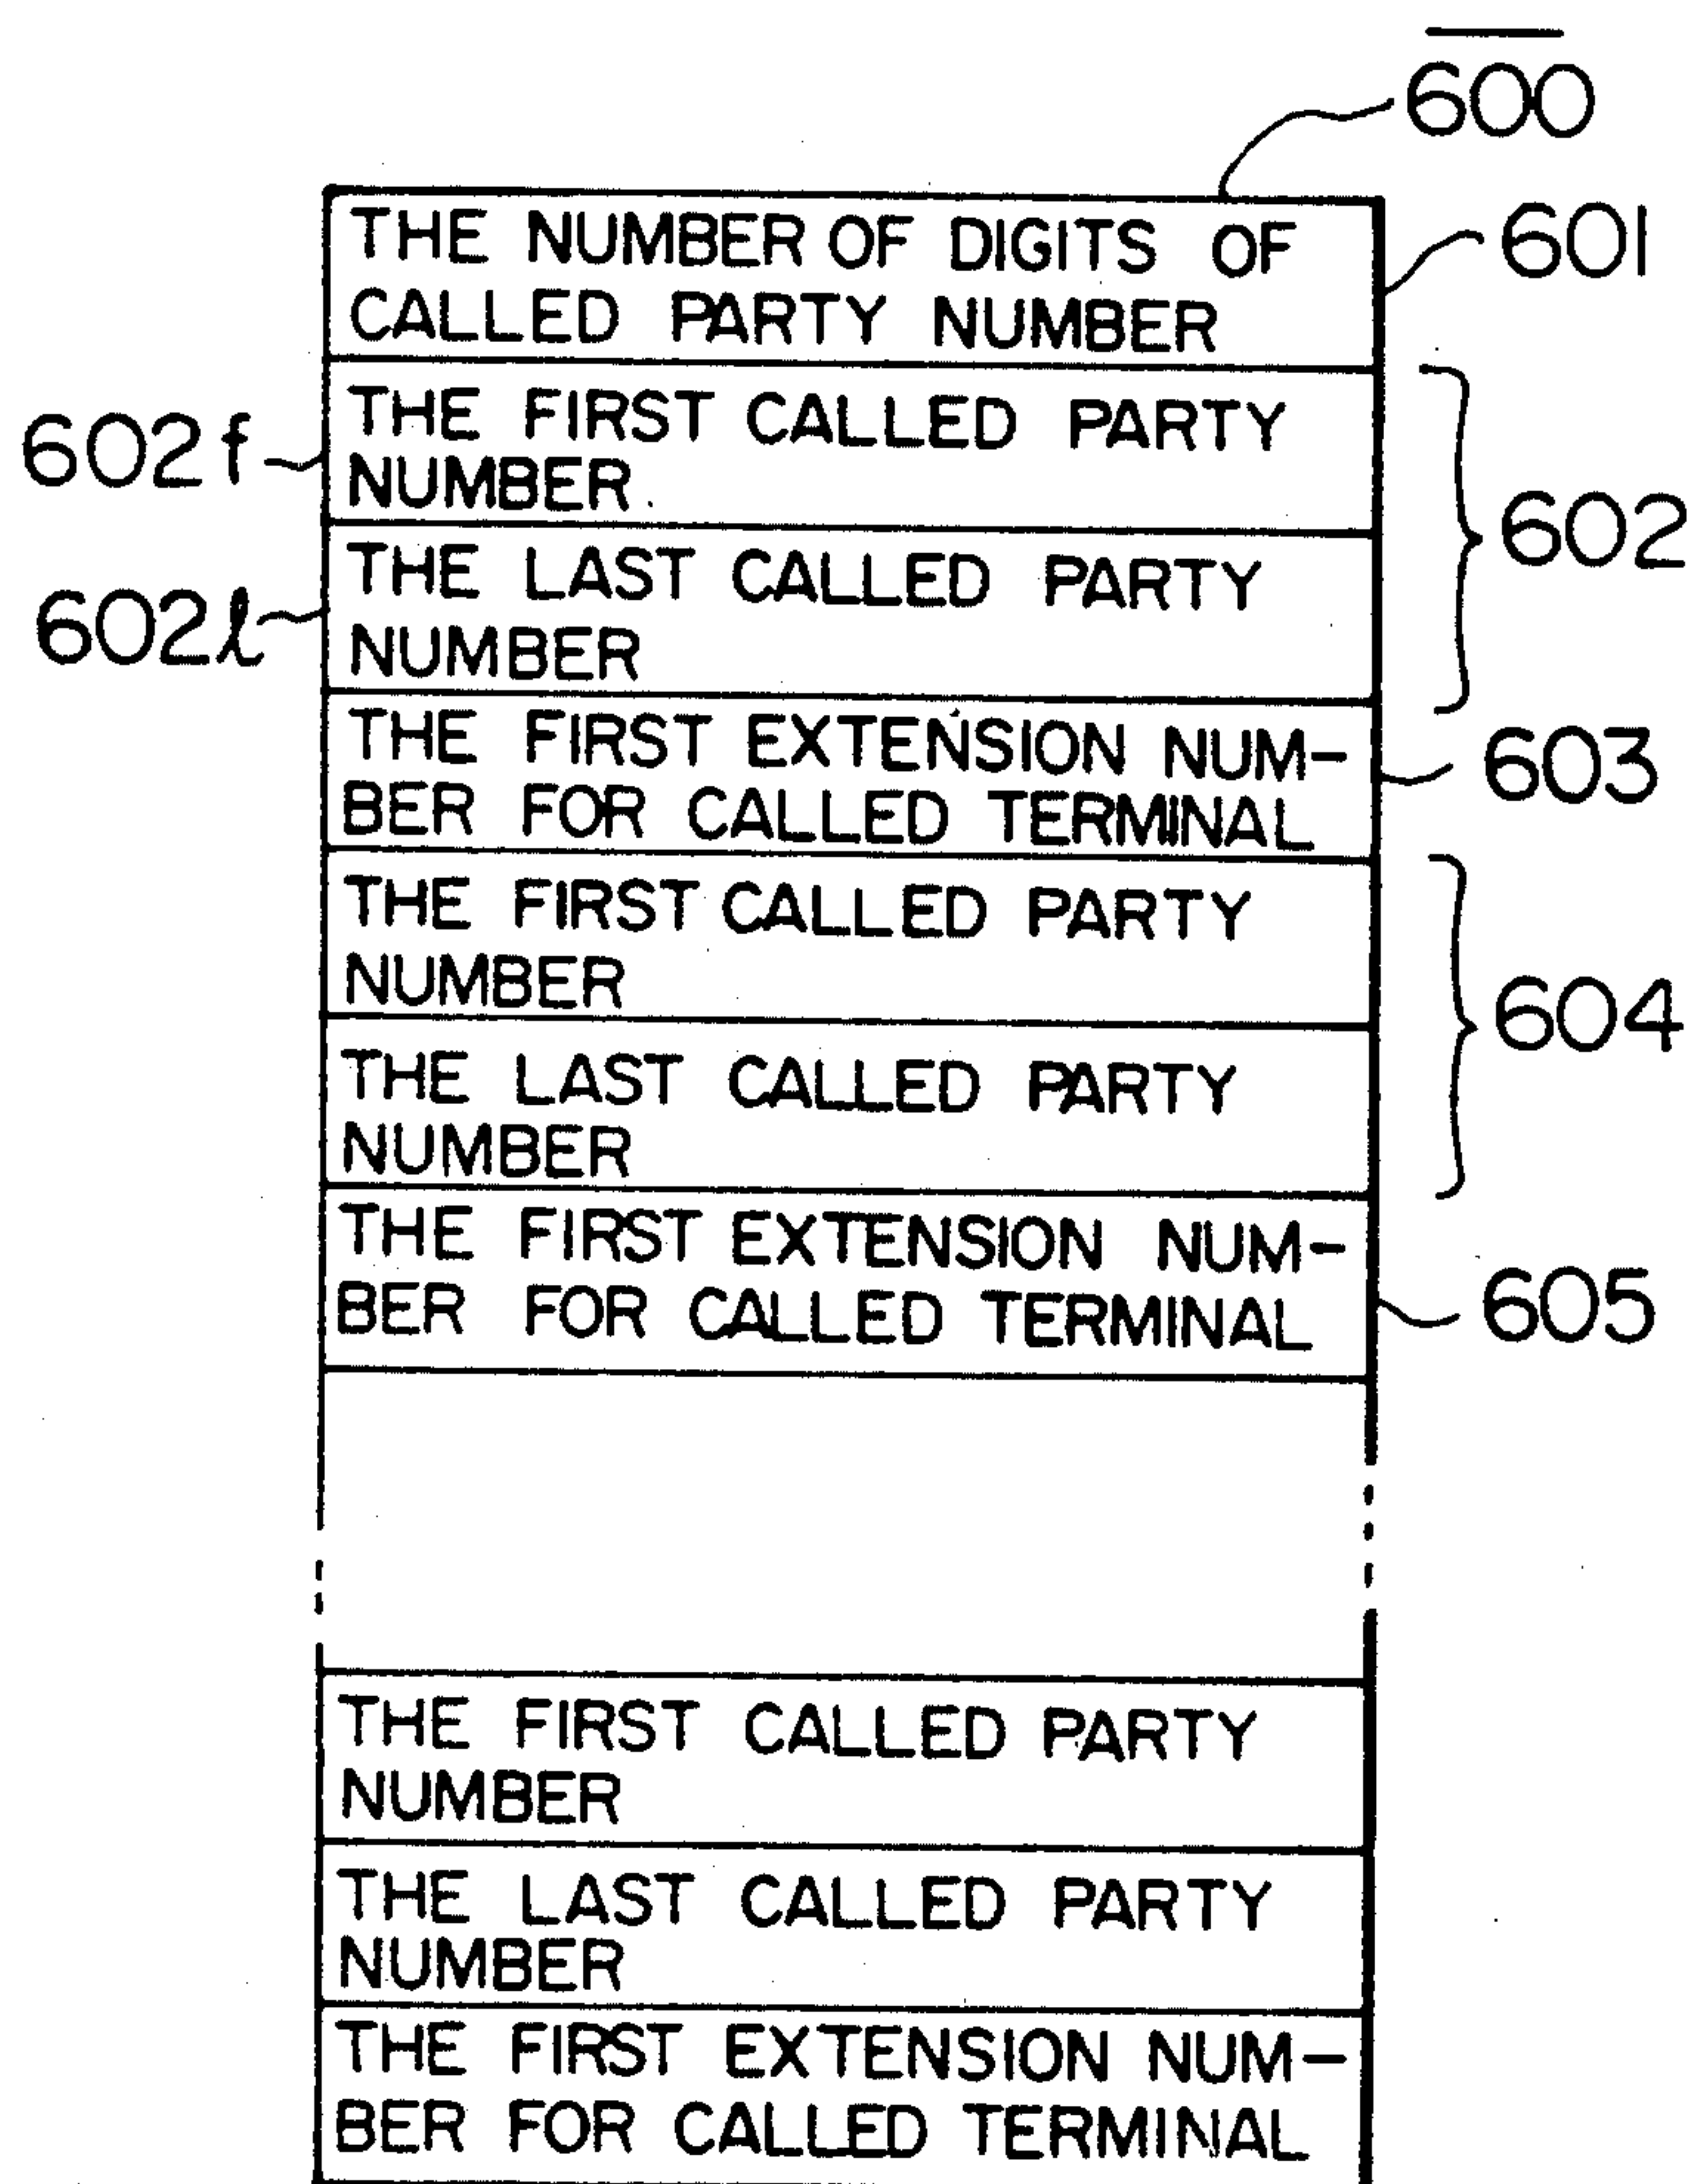 600
THE NUMBER OF DIGITS OF
CALLED PARTY NUMBER
601
THE FIRST CALLED PARTY
NUMBER
602f
602
THE LAST CALLED PARTY
NUMBER
602ℓ
THE FIRST EXTENSION NUM-
BER FOR CALLED TERMINAL
603
THE FIRST CALLED PARTY
NUMBER
604
THE LAST CALLED PARTY
NUMBER
THE FIRST EXTENSION NUM-
BER FOR CALLED TERMINAL
605
THE FIRST CALLED PARTY
NUMBER
THE LAST CALLED PARTY
NUMBER
THE FIRST EXTENSION NUM-
BER FOR CALLED TERMINAL